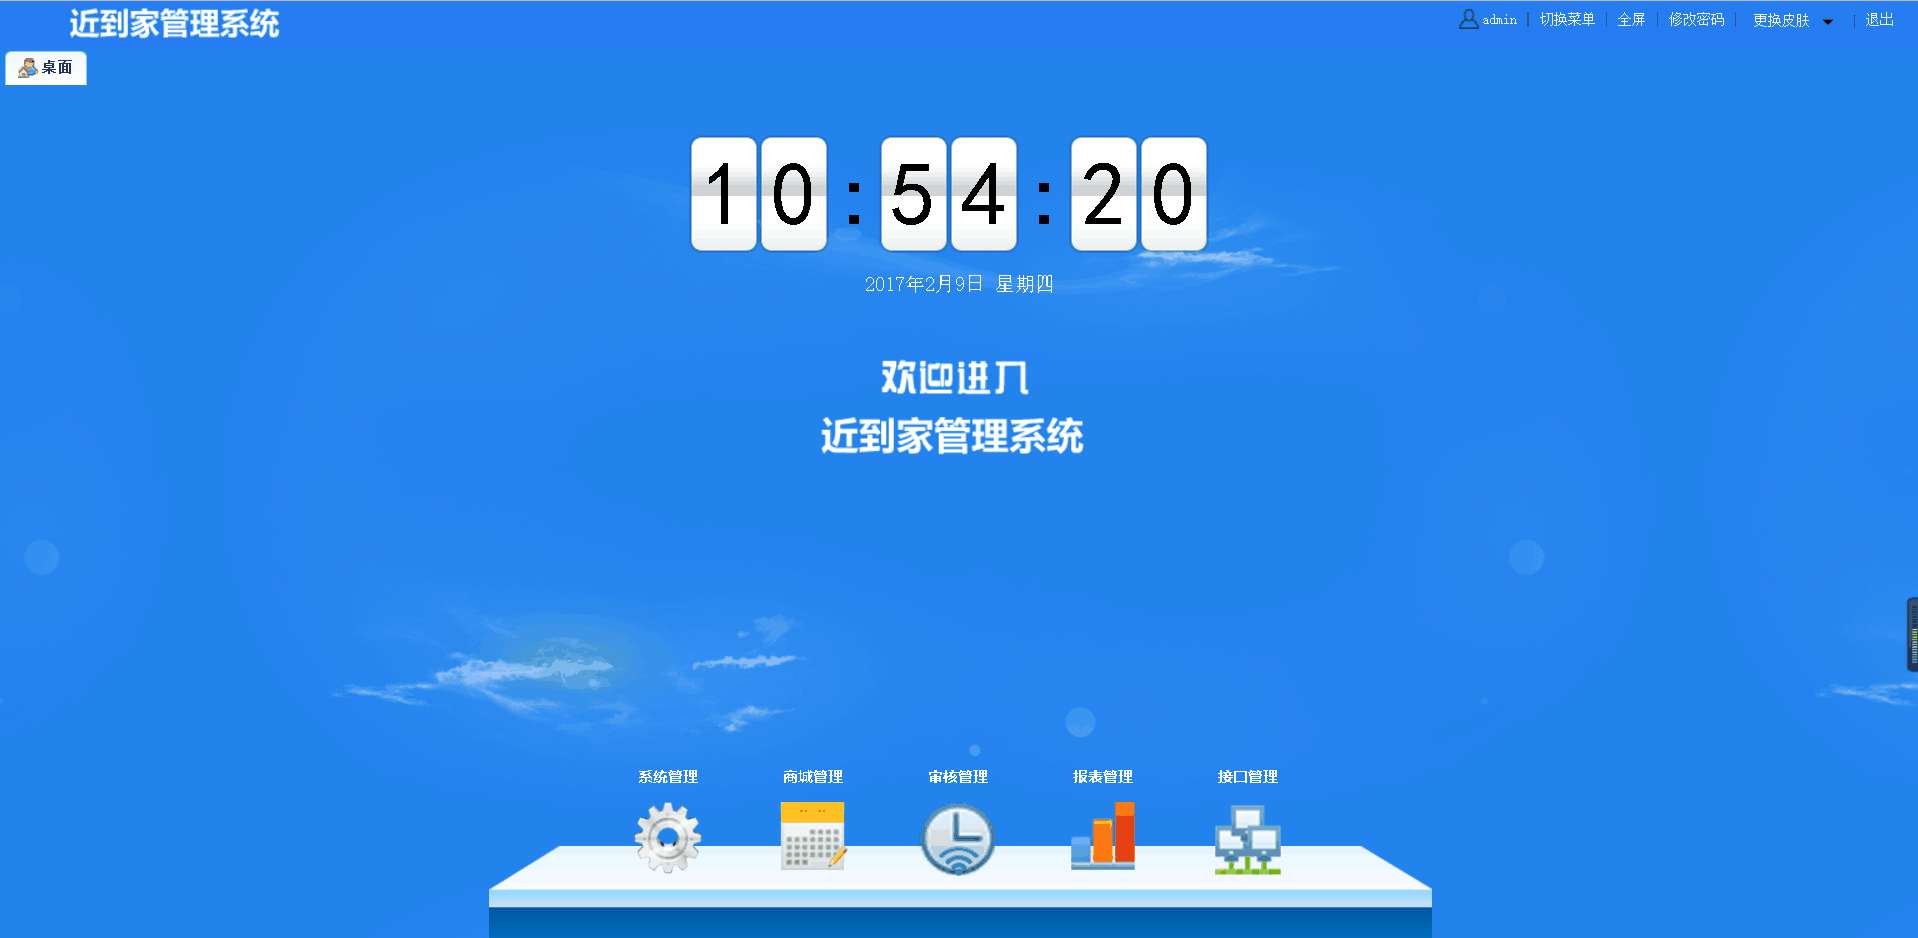 近到家管理系统
admin | 切换菜单 | 全屏 | 修改密码 | 更换皮肤 | 退出
桌面
10:54:20
2017年2月9日 星期四
欢迎进入
近到家管理系统
系统管理 商城管理 审核管理 报表管理 接口管理